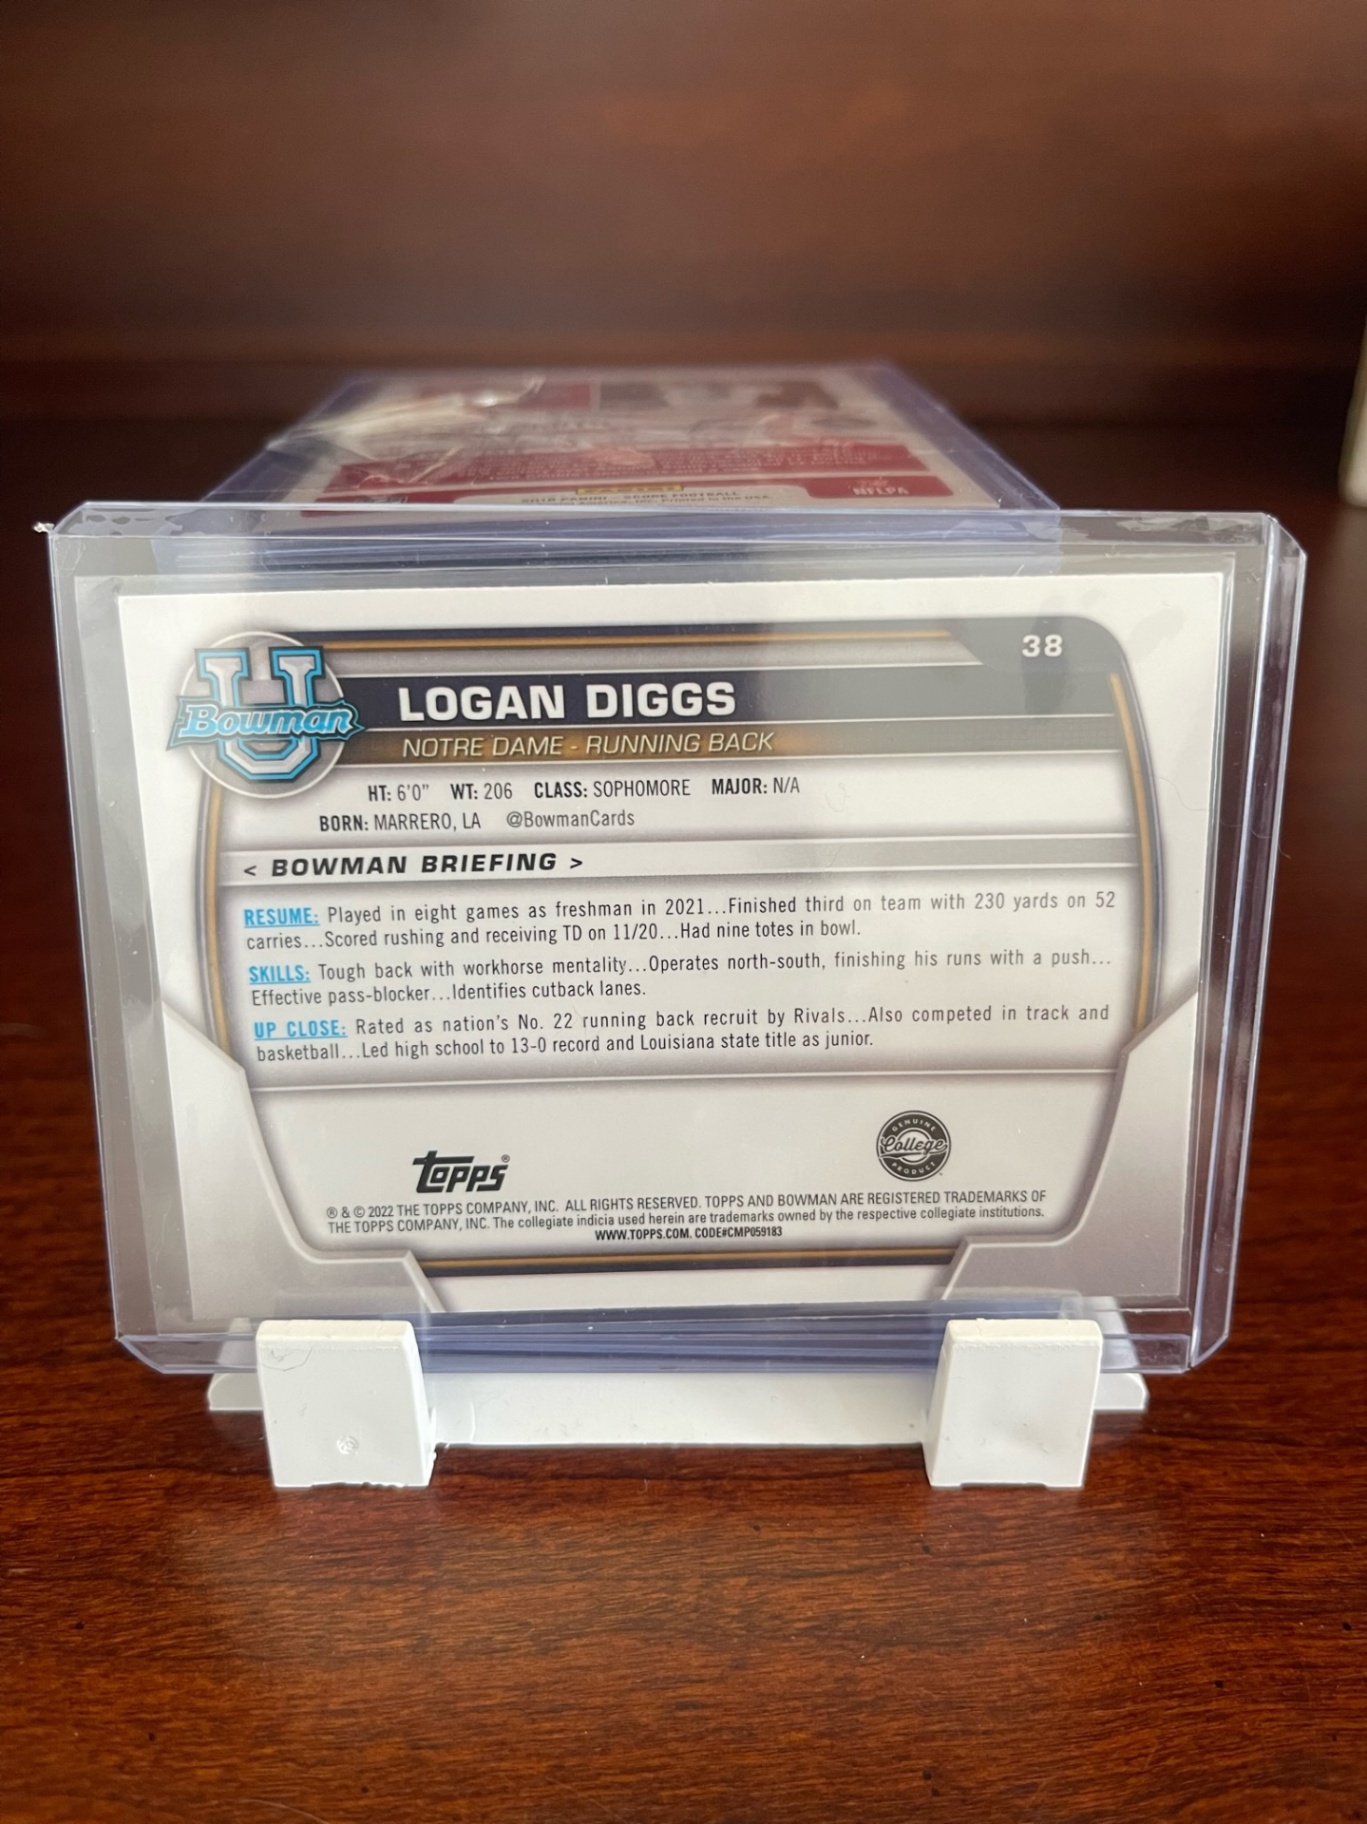 NFLPA
PANINI
2018 PANINI - SCORE FOOTBALL
38
U
Bowman
LOGAN DIGGS
NOTRE DAME - RUNNING BACK
HT: 6'0" WT: 206 CLASS: SOPHOMORE MAJOR: N/A
BORN: MARRERO, LA @BowmanCards
< BOWMAN BRIEFING >
RESUME: Played in eight games as freshman in 2021...Finished third on team with 230 yards on 52
carries...Scored rushing and receiving TD on 11/20...Had nine totes in bowl.
SKILLS: Tough back with workhorse mentality...Operates north-south, finishing his runs with a push...
Effective pass-blocker...Identifies cutback lanes.
UP CLOSE: Rated as nation's No. 22 running back recruit by Rivals...Also competed in track and
basketball...Led high school to 13-0 record and Louisiana state title as junior.
GENUINE
College
PRODUCT
Topps®
® & © 2022 THE TOPPS COMPANY, INC. ALL RIGHTS RESERVED. TOPPS AND BOWMAN ARE REGISTERED TRADEMARKS OF
THE TOPPS COMPANY, INC. The collegiate indicia used herein are trademarks owned by the respective collegiate institutions.
WWW.TOPPS.COM. CODE#CMP059183